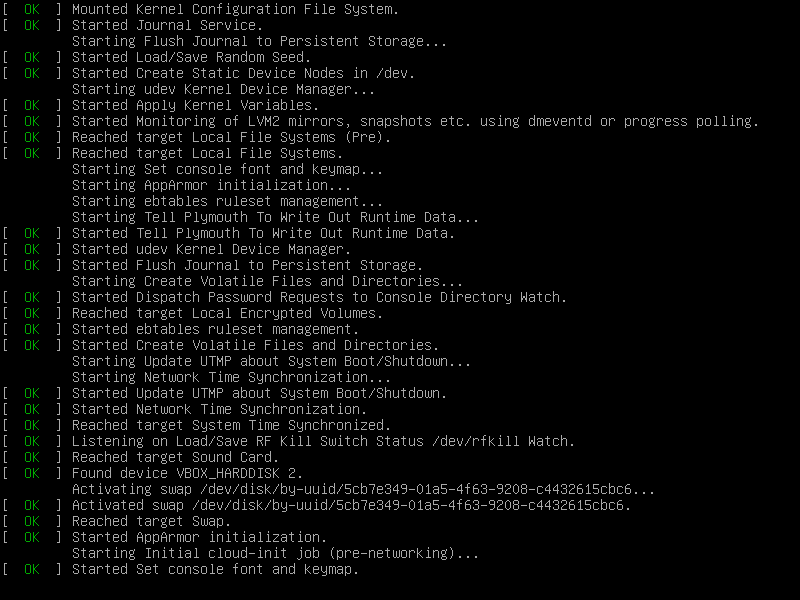 [  OK  ] Mounted Kernel Configuration File System.
[  OK  ] Started Journal Service.
         Starting Flush Journal to Persistent Storage...
[  OK  ] Started Load/Save Random Seed.
[  OK  ] Started Create Static Device Nodes in /dev.
         Starting udev Kernel Device Manager...
[  OK  ] Started Apply Kernel Variables.
[  OK  ] Started Monitoring of LVM2 mirrors, snapshots etc. using dmeventd or progress polling.
[  OK  ] Reached target Local File Systems (Pre).
[  OK  ] Reached target Local File Systems.
         Starting Set console font and keymap...
         Starting AppArmor initialization...
         Starting ebtables ruleset management...
         Starting Tell Plymouth To Write Out Runtime Data...
[  OK  ] Started Tell Plymouth To Write Out Runtime Data.
[  OK  ] Started udev Kernel Device Manager.
[  OK  ] Started Flush Journal to Persistent Storage.
         Starting Create Volatile Files and Directories...
[  OK  ] Started Dispatch Password Requests to Console Directory Watch.
[  OK  ] Reached target Local Encrypted Volumes.
[  OK  ] Started ebtables ruleset management.
[  OK  ] Started Create Volatile Files and Directories.
         Starting Update UTMP about System Boot/Shutdown...
         Starting Network Time Synchronization...
[  OK  ] Started Update UTMP about System Boot/Shutdown.
[  OK  ] Started Network Time Synchronization.
[  OK  ] Reached target System Time Synchronized.
[  OK  ] Listening on Load/Save RF Kill Switch Status /dev/rfkill Watch.
[  OK  ] Reached target Sound Card.
[  OK  ] Found device VBOX_HARDDISK 2.
         Activating swap /dev/disk/by-uuid/5cb7e349-01a5-4f63-9208-c4432615cbc6...
[  OK  ] Activated swap /dev/disk/by-uuid/5cb7e349-01a5-4f63-9208-c4432615cbc6.
[  OK  ] Reached target Swap.
[  OK  ] Started AppArmor initialization.
         Starting Initial cloud-init job (pre-networking)...
[  OK  ] Started Set console font and keymap.